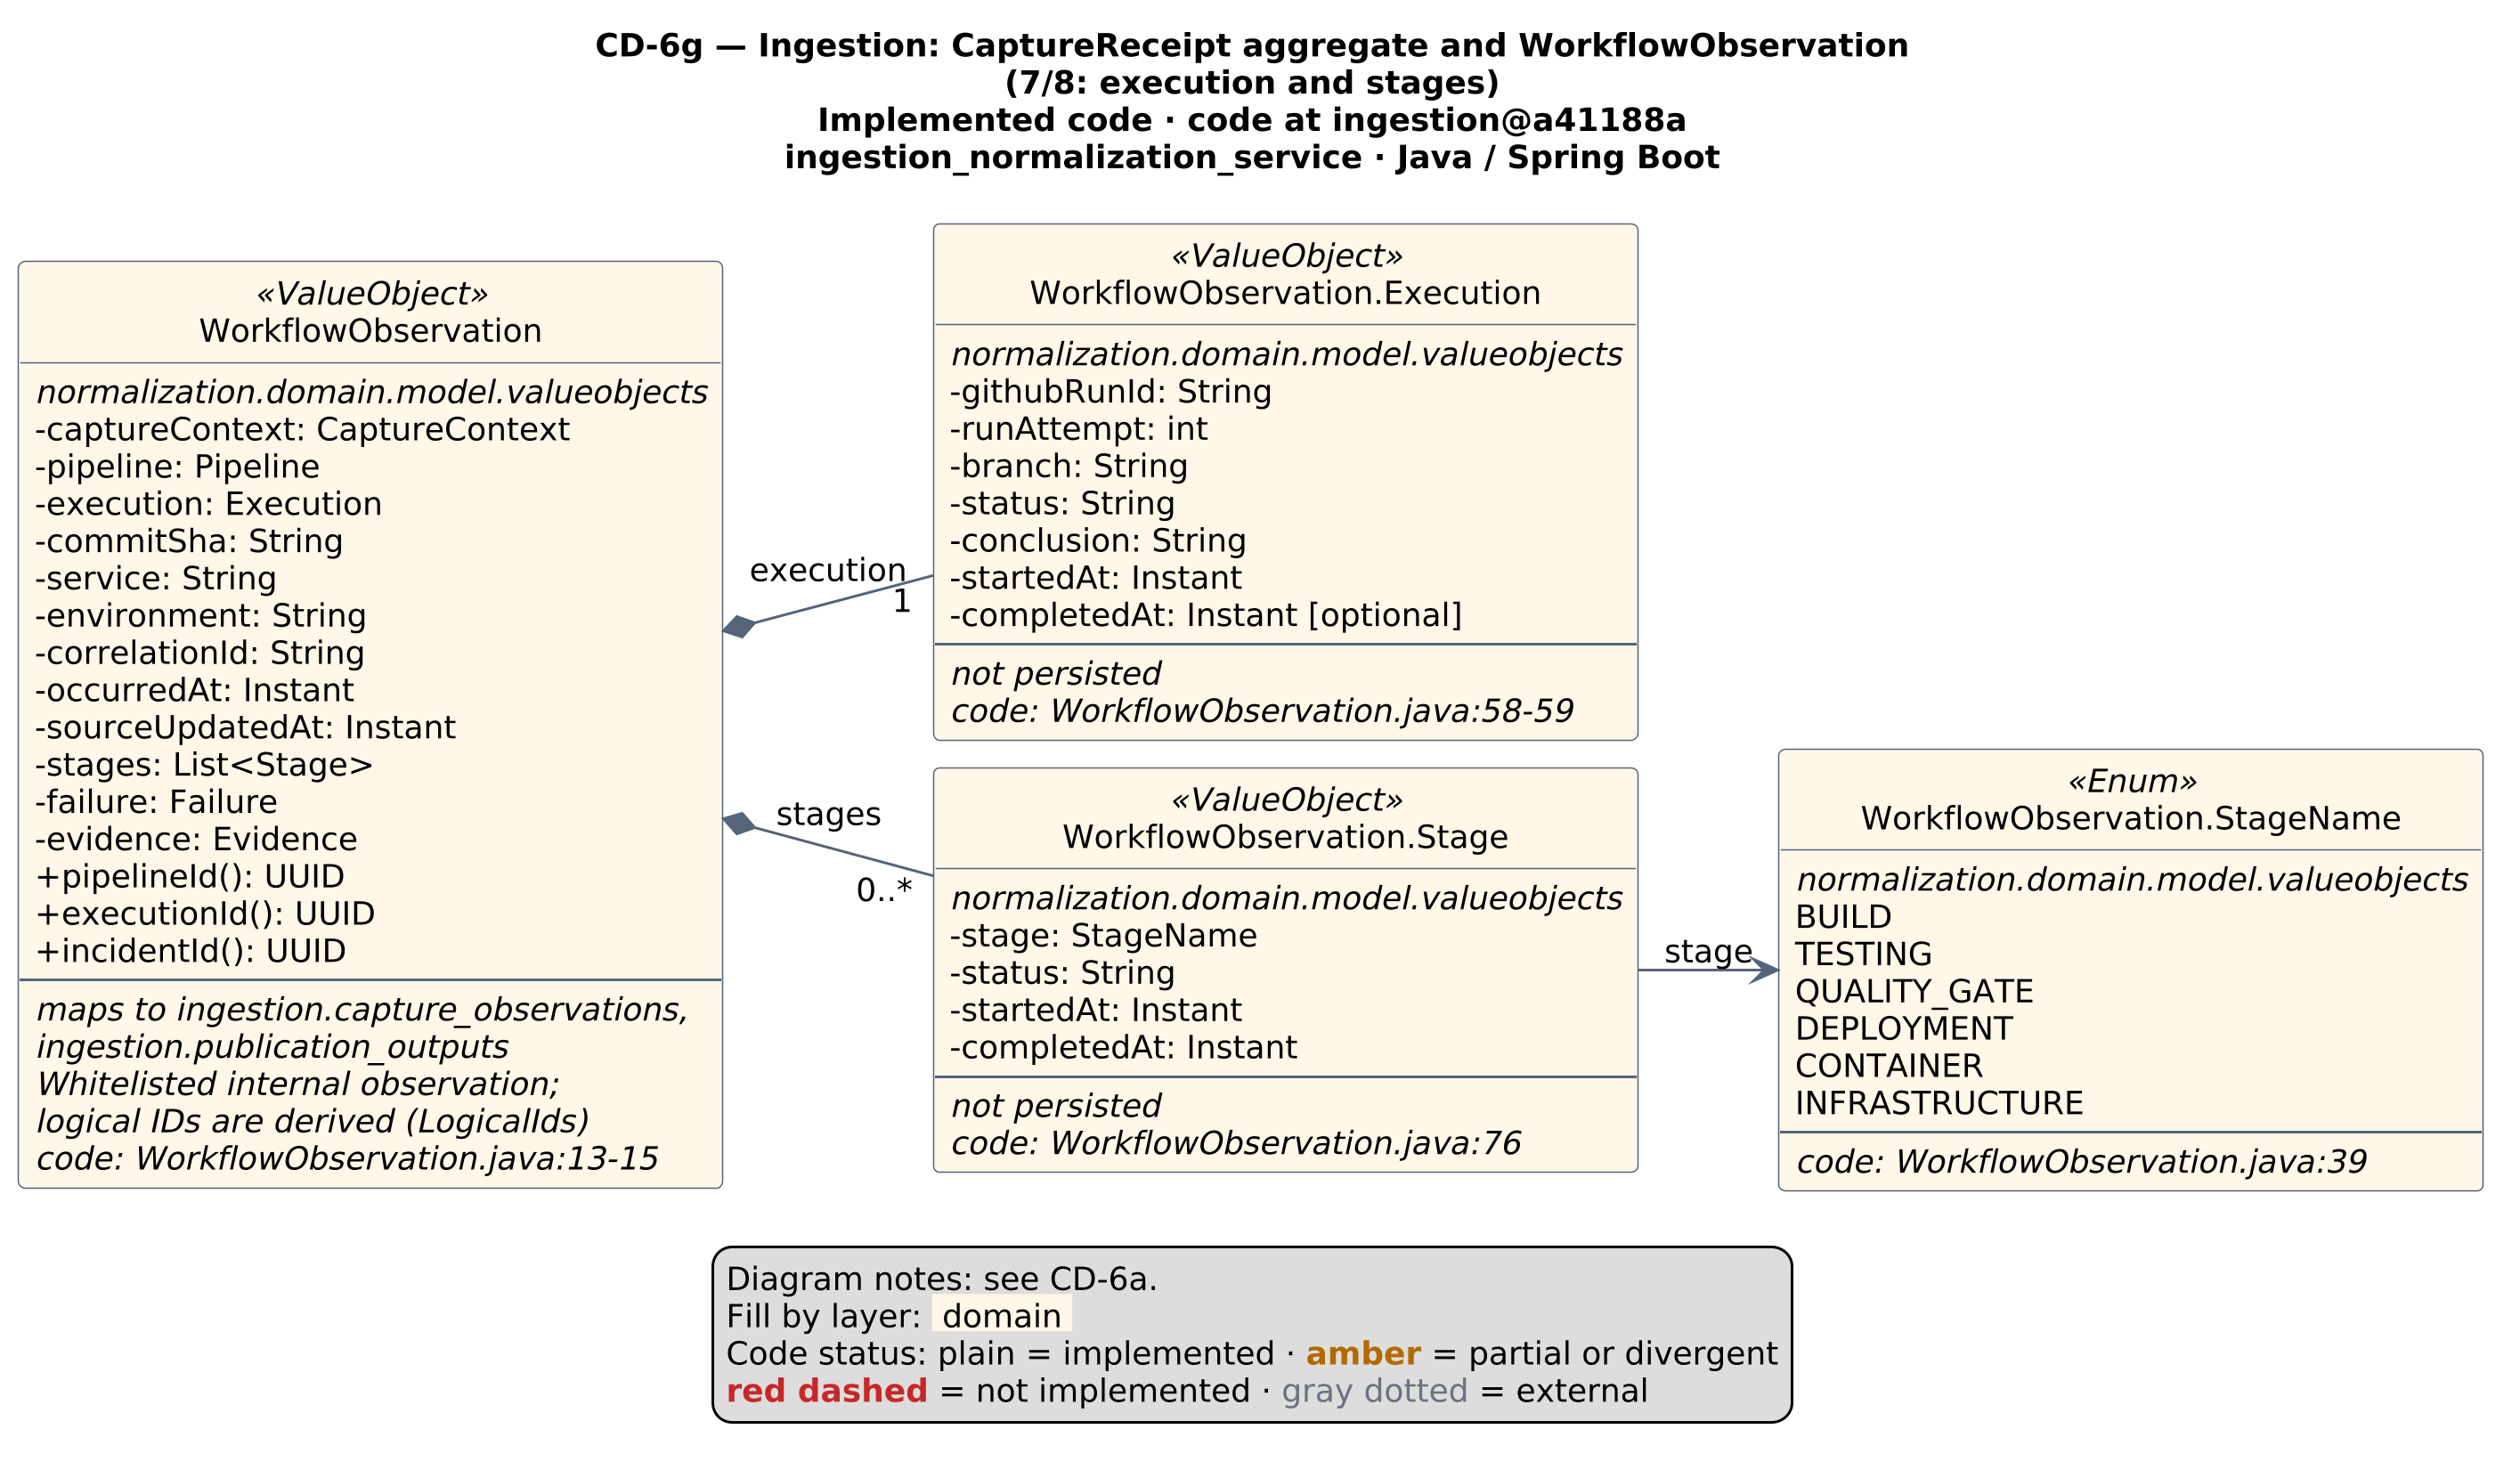 CD-6g — Ingestion: CaptureReceipt aggregate and WorkflowObservation
(7/8: execution and stages)
Implemented code · code at ingestion@a41188a
ingestion_normalization_service · Java / Spring Boot
«ValueObject»
WorkflowObservation
normalization.domain.model.valueobjects
-captureContext: CaptureContext
-pipeline: Pipeline
-execution: Execution
-commitSha: String
-service: String
-environment: String
-correlationId: String
-occurredAt: Instant
-sourceUpdatedAt: Instant
-stages: List<Stage>
-failure: Failure
-evidence: Evidence
+pipelineId(): UUID
+executionId(): UUID
+incidentId(): UUID
maps to ingestion.capture_observations,
ingestion.publication_outputs
Whitelisted internal observation;
logical IDs are derived (LogicalIds)
code: WorkflowObservation.java:13-15
execution
1
stages
0..*
«ValueObject»
WorkflowObservation.Execution
normalization.domain.model.valueobjects
-githubRunId: String
-runAttempt: int
-branch: String
-status: String
-conclusion: String
-startedAt: Instant
-completedAt: Instant [optional]
not persisted
code: WorkflowObservation.java:58-59
«ValueObject»
WorkflowObservation.Stage
normalization.domain.model.valueobjects
-stage: StageName
-status: String
-startedAt: Instant
-completedAt: Instant
not persisted
code: WorkflowObservation.java:76
stage
«Enum»
WorkflowObservation.StageName
normalization.domain.model.valueobjects
BUILD
TESTING
QUALITY_GATE
DEPLOYMENT
CONTAINER
INFRASTRUCTURE
code: WorkflowObservation.java:39
Diagram notes: see CD-6a.
Fill by layer: domain
Code status: plain = implemented · amber = partial or divergent
red dashed = not implemented · gray dotted = external